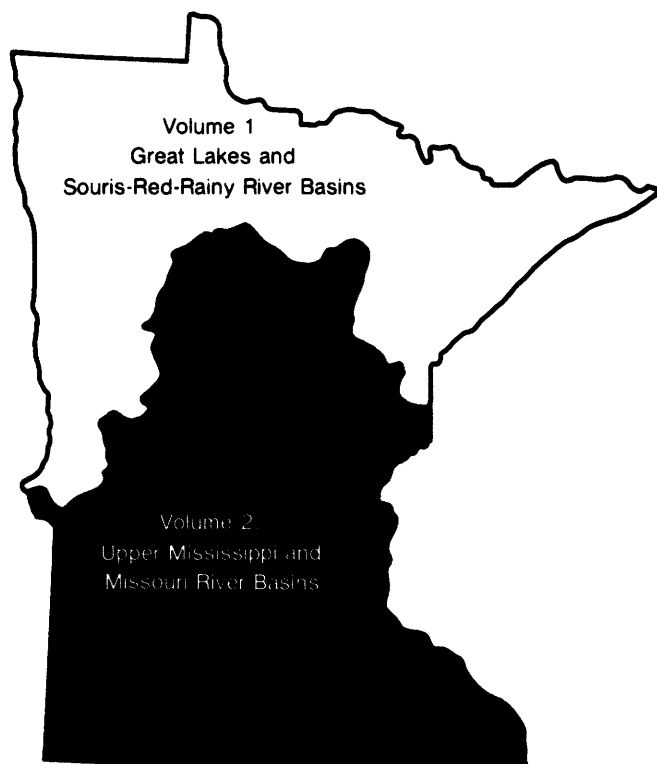 Volume 1
Great Lakes and
Souris-Red-Rainy River Basins
Volume 2.
Upper Mississippi and
Missouri River Basins